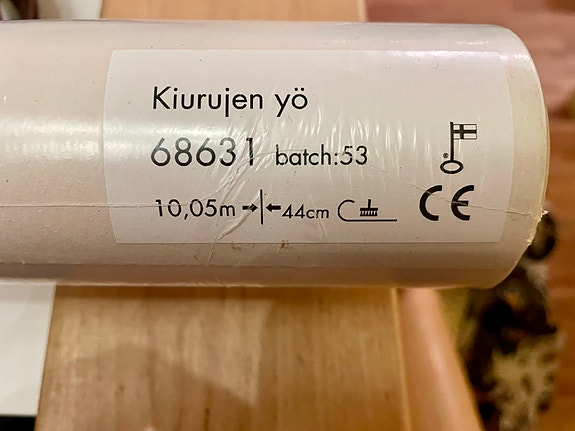 Kiurujen yö
68631 batch:53
10,05m 44cm CE